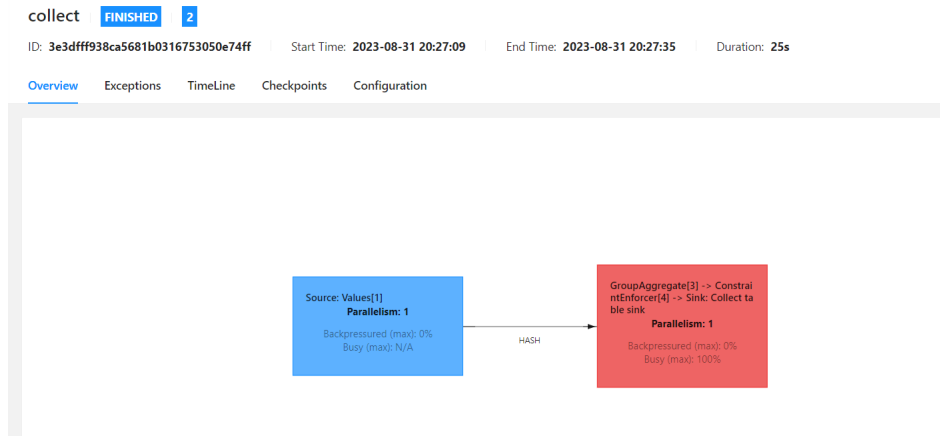 collect FINISHED 2
ID: 3e3dfff938ca5681b0316753050e74ff Start Time: 2023-08-31 20:27:09 End Time: 2023-08-31 20:27:35 Duration: 25s
Overview Exceptions TimeLine Checkpoints Configuration
Source: Values[1]
Parallelism: 1
Backpressured (max): 0%
Busy (max): N/A
HASH
GroupAggregate[3] -> Constrai
ntEnforcer[4] -> Sink: Collect ta
ble sink
Parallelism: 1
Backpressured (max): 0%
Busy (max): 100%